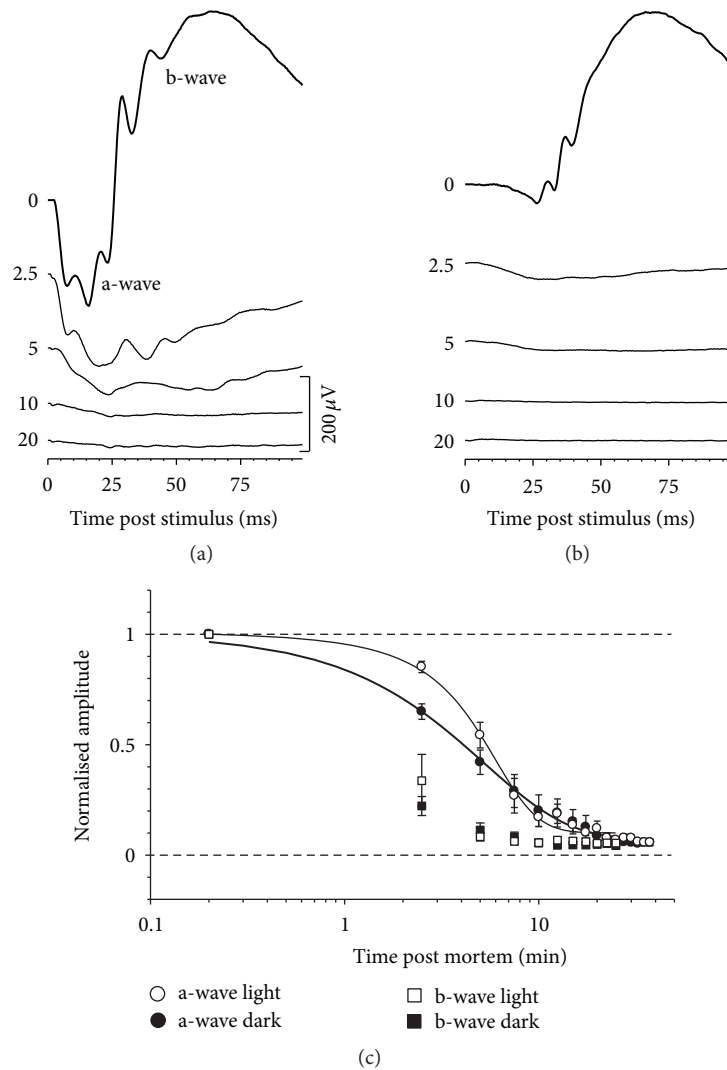 b-wave
0
a-wave
2.5
5
10
20
200 μV
0 25 50 75
Time post stimulus (ms)
(a)
0
2.5
5
10
20
0 25 50 75
Time post stimulus (ms)
(b)
1
0.5
0
Normalised amplitude
0.1 1 10
Time post mortem (min)
a-wave light
a-wave dark
b-wave light
b-wave dark
(c)